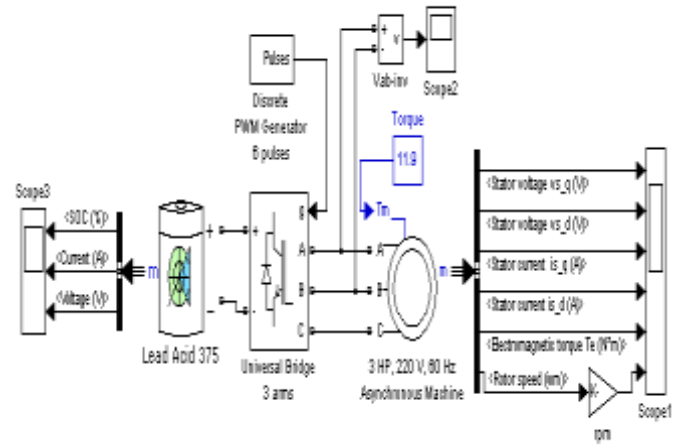 Pulses
Discrete
PWM Generator
6 pulses
+
-
v
Vab-inv
Scope2
Torque
11.9
Tm
Scope3
<SOC (%)>
<Current (A)>
<Voltage (V)>
m
+
-
Lead Acid 375
g
+
-
A
B
C
Universal Bridge
3 arms
A
B
C
m
3 HP, 220 V, 60 Hz
Asynchronous Machine
<Stator voltage vs_q (V)>
<Stator voltage vs_d (V)>
<Stator current is_q (A)>
<Stator current is_d (A)>
<Electromagnetic torque Te (N*m)>
<Rotor speed (wm)>
rpm
Scope1